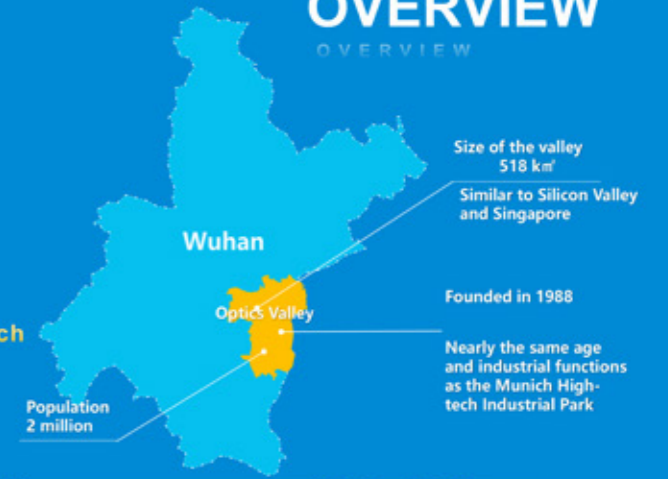 OVERVIEW
OVERVIEW
Size of the valley
518 k㎡
Similar to Silicon Valley
and Singapore
Wuhan
Optics Valley
Founded in 1988
ch
Nearly the same age
and industrial functions
as the Munich High-
tech Industrial Park
Population
2 million